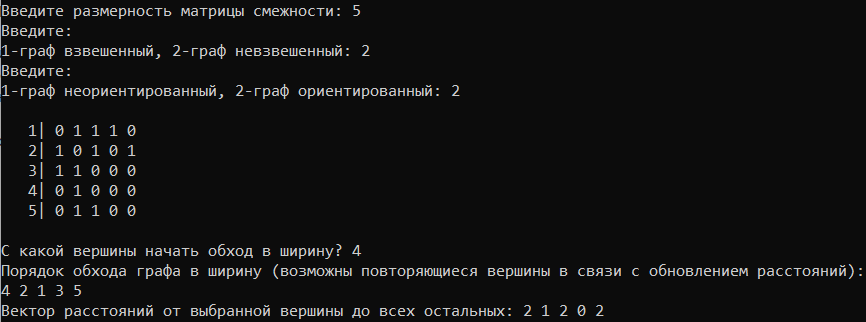 Введите размерность матрицы смежности: 5
Введите:
1-граф взвешенный, 2-граф невзвешенный: 2
Введите:
1-граф неориентированный, 2-граф ориентированный: 2
1| 0 1 1 1 0
2| 1 0 1 0 1
3| 1 1 0 0 0
4| 0 1 0 0 0
5| 0 1 1 0 0
С какой вершины начать обход в ширину? 4
Порядок обхода графа в ширину (возможны повторяющиеся вершины в связи с обновлением расстояний):
4 2 1 3 5
Вектор расстояний от выбранной вершины до всех остальных: 2 1 2 0 2